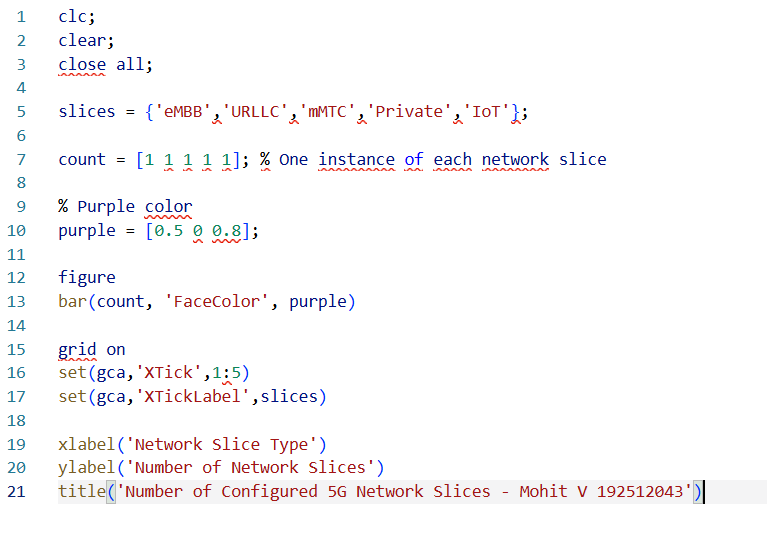 1 clc;
2 clear;
3 close all;
4
5 slices = {'eMBB','URLLC','mMTC','Private','IoT'};
6
7 count = [1 1 1 1 1]; % One instance of each network slice
8
9 % Purple color
10 purple = [0.5 0 0.8];
11
12 figure
13 bar(count, 'FaceColor', purple)
14
15 grid on
16 set(gca,'XTick',1:5)
17 set(gca,'XTickLabel',slices)
18
19 xlabel('Network Slice Type')
20 ylabel('Number of Network Slices')
21 title('Number of Configured 5G Network Slices - Mohit V 192512043')